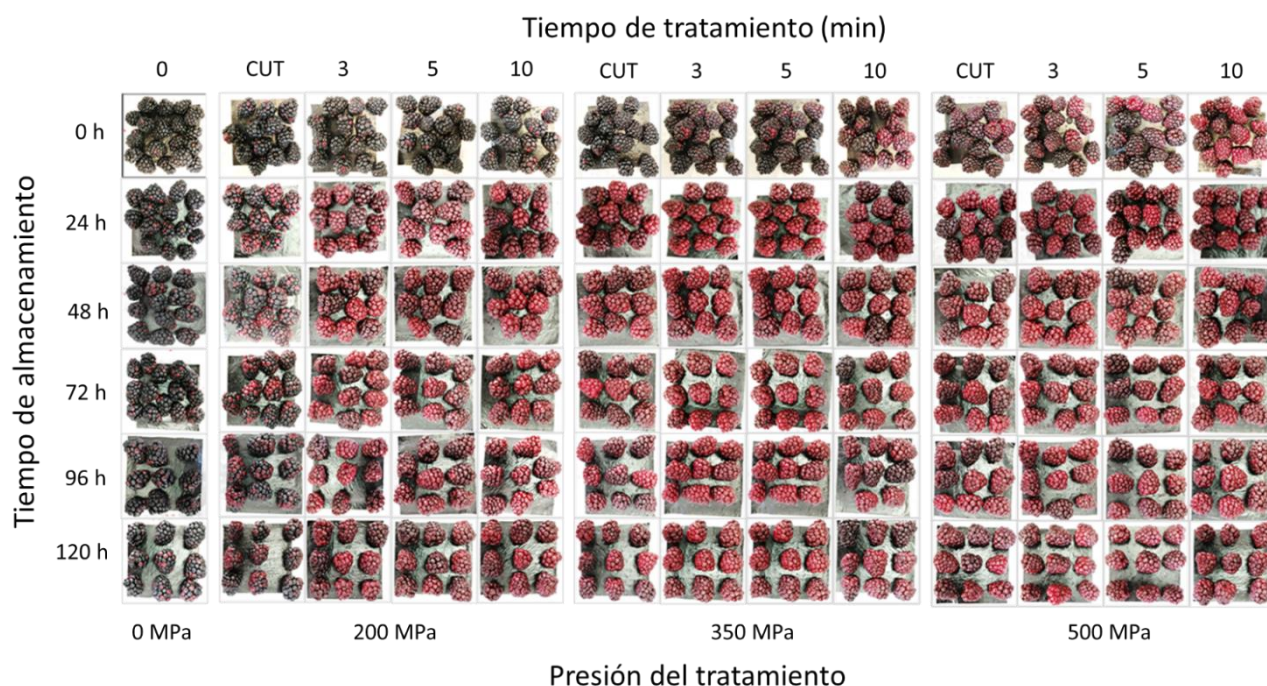 Tiempo de tratamiento (min)
0 CUT 3 5 10 CUT 3 5 10 CUT 3 5 10
Tiempo de almacenamiento
0 h
24 h
48 h
72 h
96 h
120 h
0 MPa 200 MPa 350 MPa 500 MPa
Presión del tratamiento